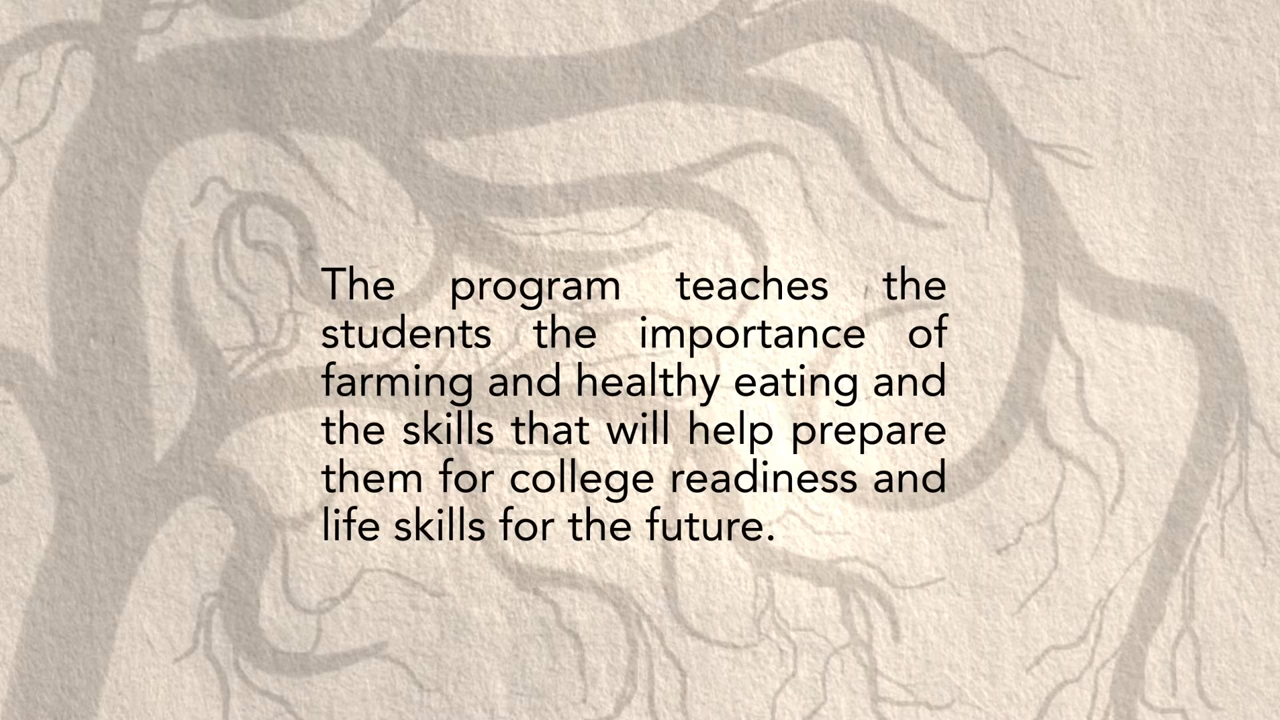 The program teaches the
students the importance of
farming and healthy eating and
the skills that will help prepare
them for college readiness and
life skills for the future.